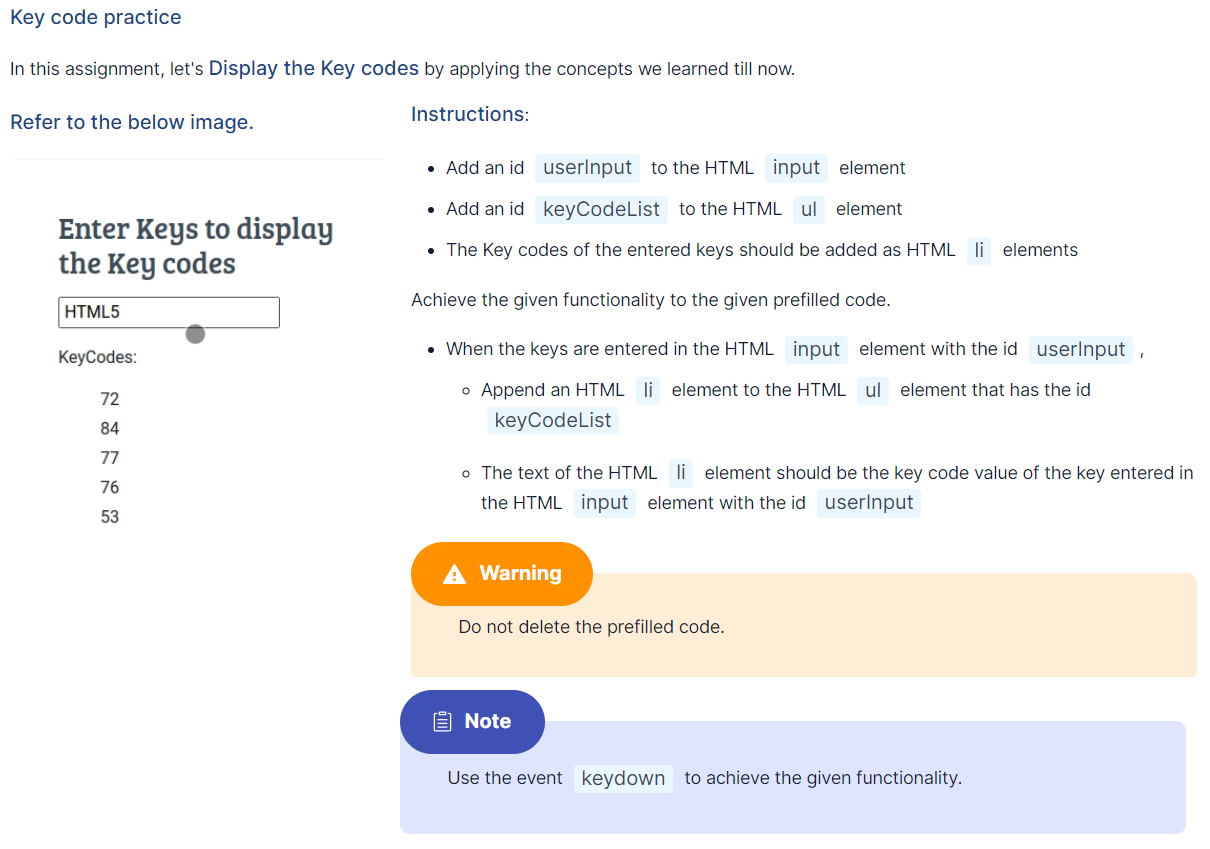 Key code practice
In this assignment, let's Display the Key codes by applying the concepts we learned till now.
Refer to the below image.
Enter Keys to display
the Key codes
HTML5
KeyCodes:
72
84
77
76
53
Instructions:
Add an id userInput to the HTML input element
Add an id keyCodeList to the HTML ul element
The Key codes of the entered keys should be added as HTML li elements
Achieve the given functionality to the given prefilled code.
When the keys are entered in the HTML input element with the id userInput ,
Append an HTML li element to the HTML ul element that has the id
keyCodeList
The text of the HTML li element should be the key code value of the key entered in
the HTML input element with the id userInput
Warning
Do not delete the prefilled code.
Note
Use the event keydown to achieve the given functionality.